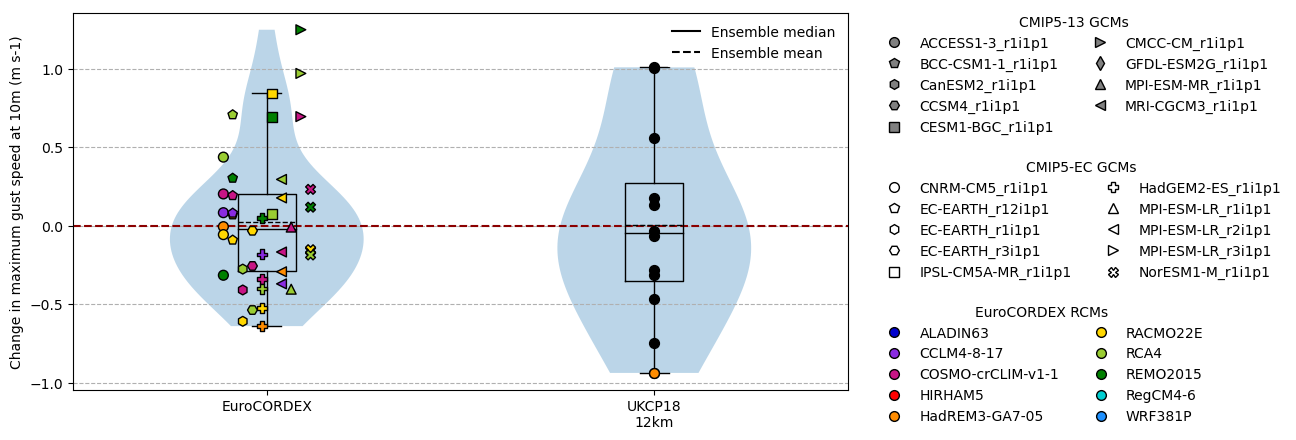 Change in maximum gust speed at 10m (m s-1)
1.0
0.5
0.0
−0.5
−1.0
EuroCORDEX
UKCP18
12km
Ensemble median
Ensemble mean
CMIP5-13 GCMs
ACCESS1-3_r1i1p1
BCC-CSM1-1_r1i1p1
CanESM2_r1i1p1
CCSM4_r1i1p1
CESM1-BGC_r1i1p1
CMCC-CM_r1i1p1
GFDL-ESM2G_r1i1p1
MPI-ESM-MR_r1i1p1
MRI-CGCM3_r1i1p1
CMIP5-EC GCMs
CNRM-CM5_r1i1p1
EC-EARTH_r12i1p1
EC-EARTH_r1i1p1
EC-EARTH_r3i1p1
IPSL-CM5A-MR_r1i1p1
HadGEM2-ES_r1i1p1
MPI-ESM-LR_r1i1p1
MPI-ESM-LR_r2i1p1
MPI-ESM-LR_r3i1p1
NorESM1-M_r1i1p1
EuroCORDEX RCMs
ALADIN63
CCLM4-8-17
COSMO-crCLIM-v1-1
HIRHAM5
HadREM3-GA7-05
RACMO22E
RCA4
REMO2015
RegCM4-6
WRF381P